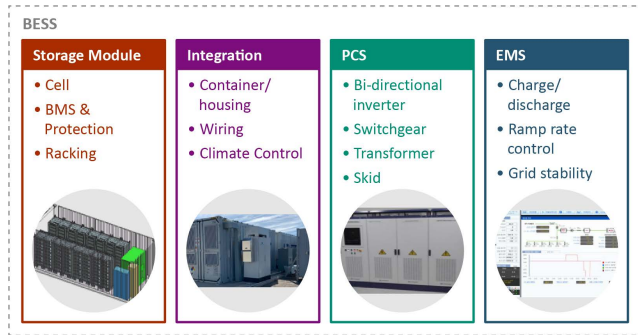 BESS
Storage Module
• Cell
• BMS &
Protection
• Racking
Integration
• Container/
housing
• Wiring
• Climate Control
PCS
• Bi-directional
inverter
• Switchgear
• Transformer
• Skid
EMS
• Charge/
discharge
• Ramp rate
control
• Grid stability